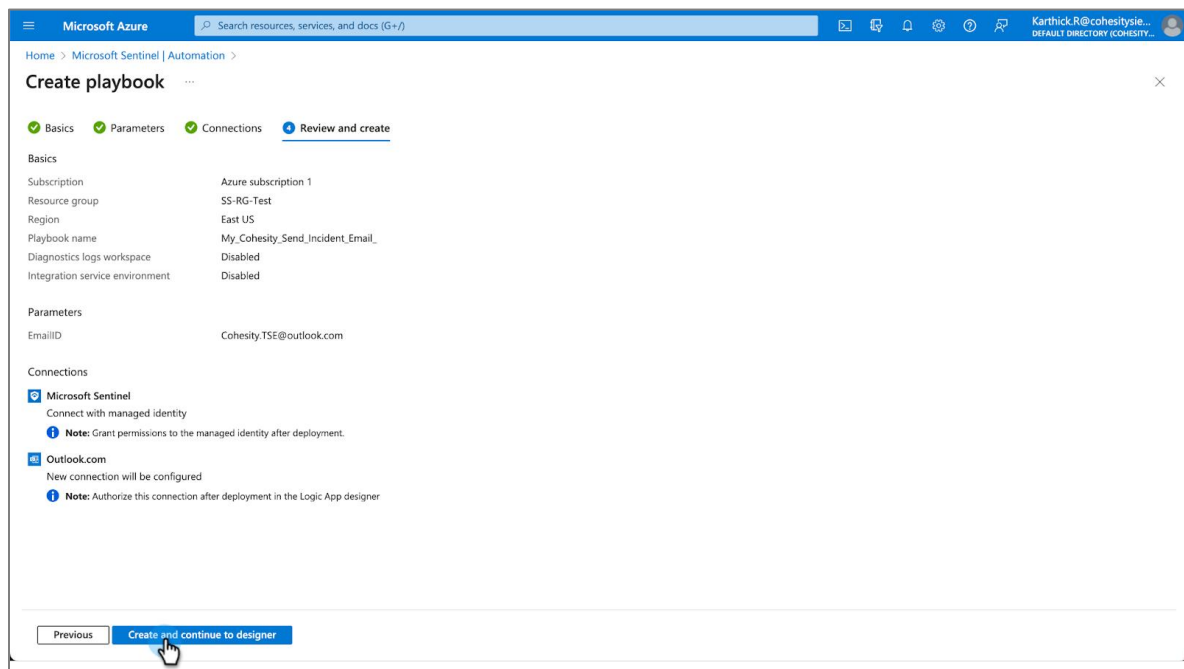 Microsoft Azure
Search resources, services, and docs (G+/)
Karthick.R@cohesitysie...
DEFAULT DIRECTORY (COHESITY...
Home > Microsoft Sentinel | Automation >
Create playbook ...
Basics Parameters Connections 4 Review and create
Basics
Subscription Azure subscription 1
Resource group SS-RG-Test
Region East US
Playbook name My_Cohesity_Send_Incident_Email_
Diagnostics logs workspace Disabled
Integration service environment Disabled
Parameters
EmailID Cohesity.TSE@outlook.com
Connections
Microsoft Sentinel
Connect with managed identity
Note: Grant permissions to the managed identity after deployment.
Outlook.com
New connection will be configured
Note: Authorize this connection after deployment in the Logic App designer
Previous Create and continue to designer